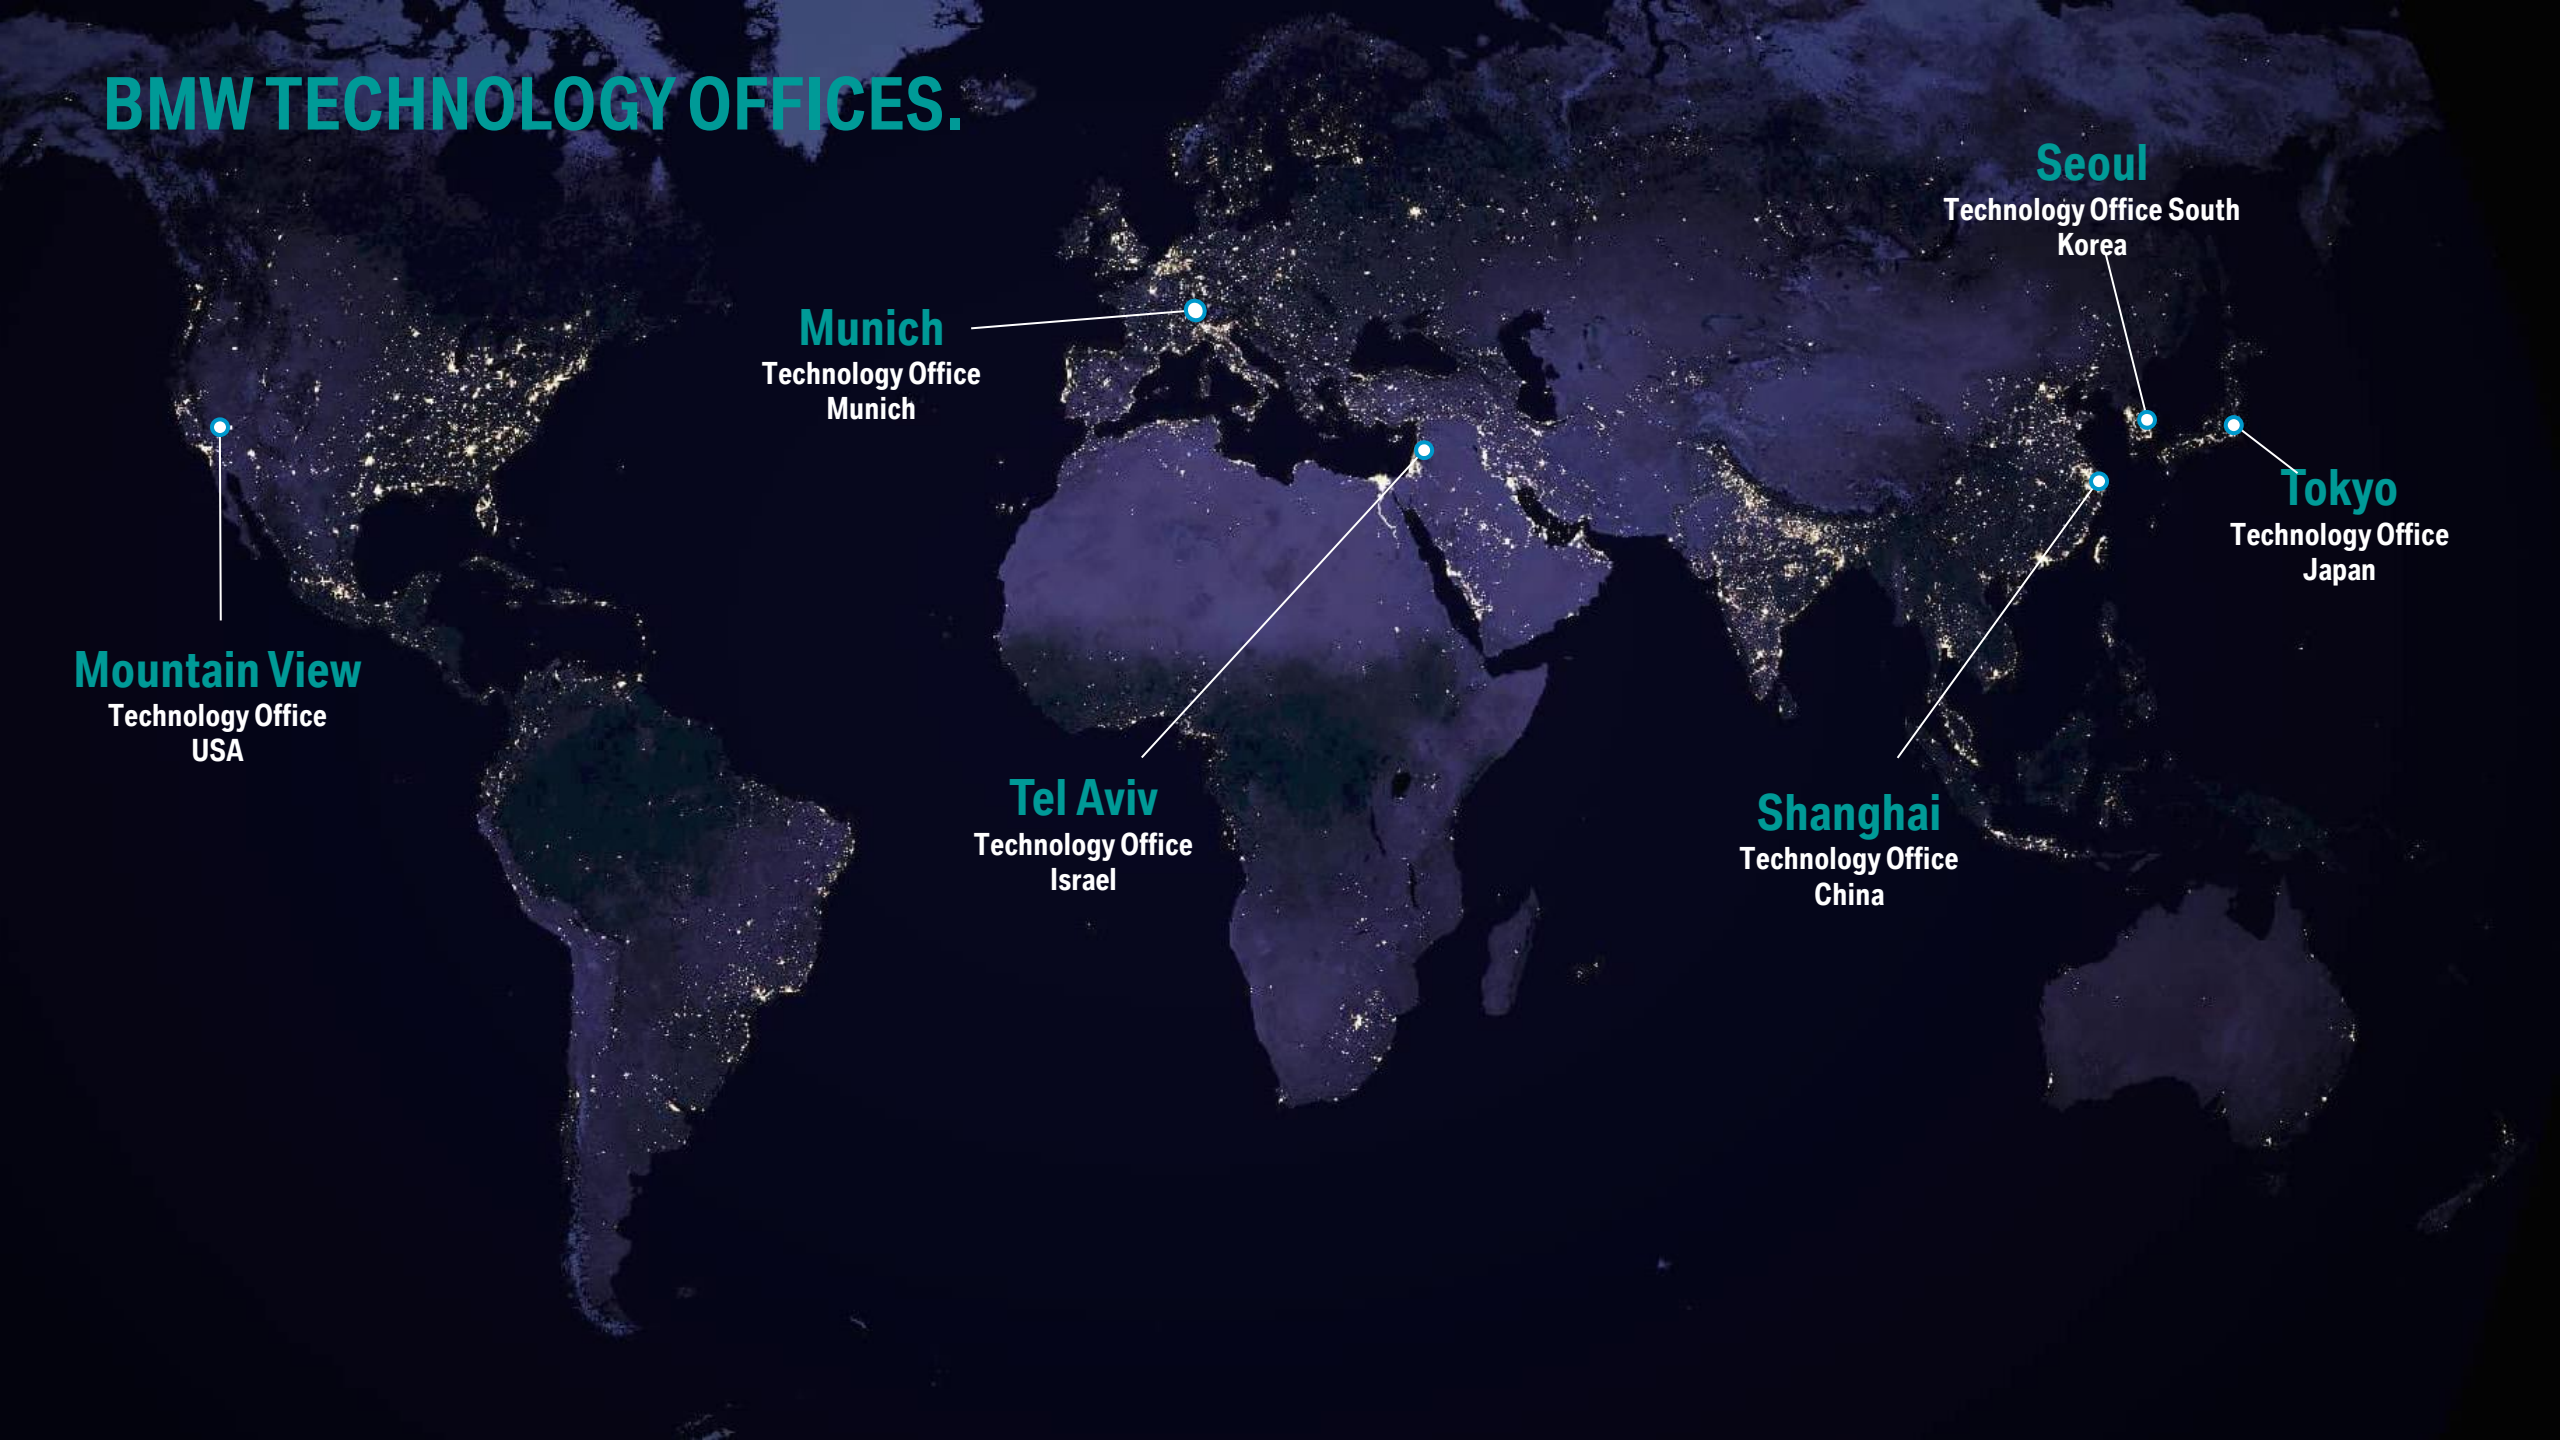 BMW TECHNOLOGY OFFICES.
Seoul
Technology Office South
Korea
Munich
Technology Office
Munich
Tokyo
Technology Office
Japan
Mountain View
Technology Office
USA
Tel Aviv
Technology Office
Israel
Shanghai
Technology Office
China